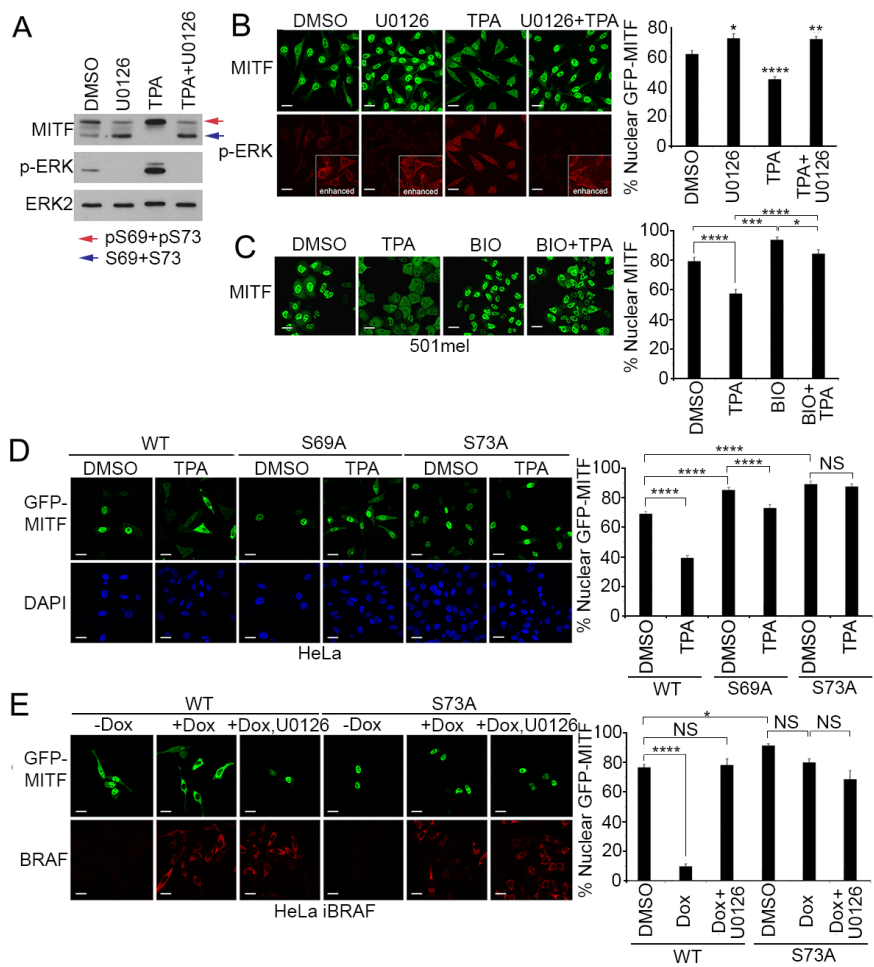 A
DMSO
U0126
TPA
TPA+U0126
MITF
p-ERK
ERK2
pS69+pS73
S69+S73
B
DMSO U0126 TPA U0126+TPA
MITF
p-ERK
enhanced enhanced enhanced
% Nuclear GFP-MITF
80
60
40
20
0
* **** **
DMSO
U0126
TPA
TPA+
U0126
C
DMSO TPA BIO BIO+TPA
MITF
501mel
% Nuclear MITF
100
80
60
40
20
0
****
*** *
****
DMSO
TPA
BIO
BIO+
TPA
D
WT S69A S73A
DMSO TPA DMSO TPA DMSO TPA
GFP-
MITF
DAPI
HeLa
% Nuclear GFP-MITF
100
80
60
40
20
0
****
**** **** NS
****
DMSO
TPA
DMSO
TPA
DMSO
TPA
WT S69A S73A
E
WT S73A
-Dox +Dox +Dox,U0126 -Dox +Dox +Dox,U0126
GFP-
MITF
BRAF
HeLa iBRAF
% Nuclear GFP-MITF
100
80
60
40
20
0
*
NS NS NS
****
DMSO
Dox
Dox+
U0126
DMSO
Dox
Dox+
U0126
WT S73A